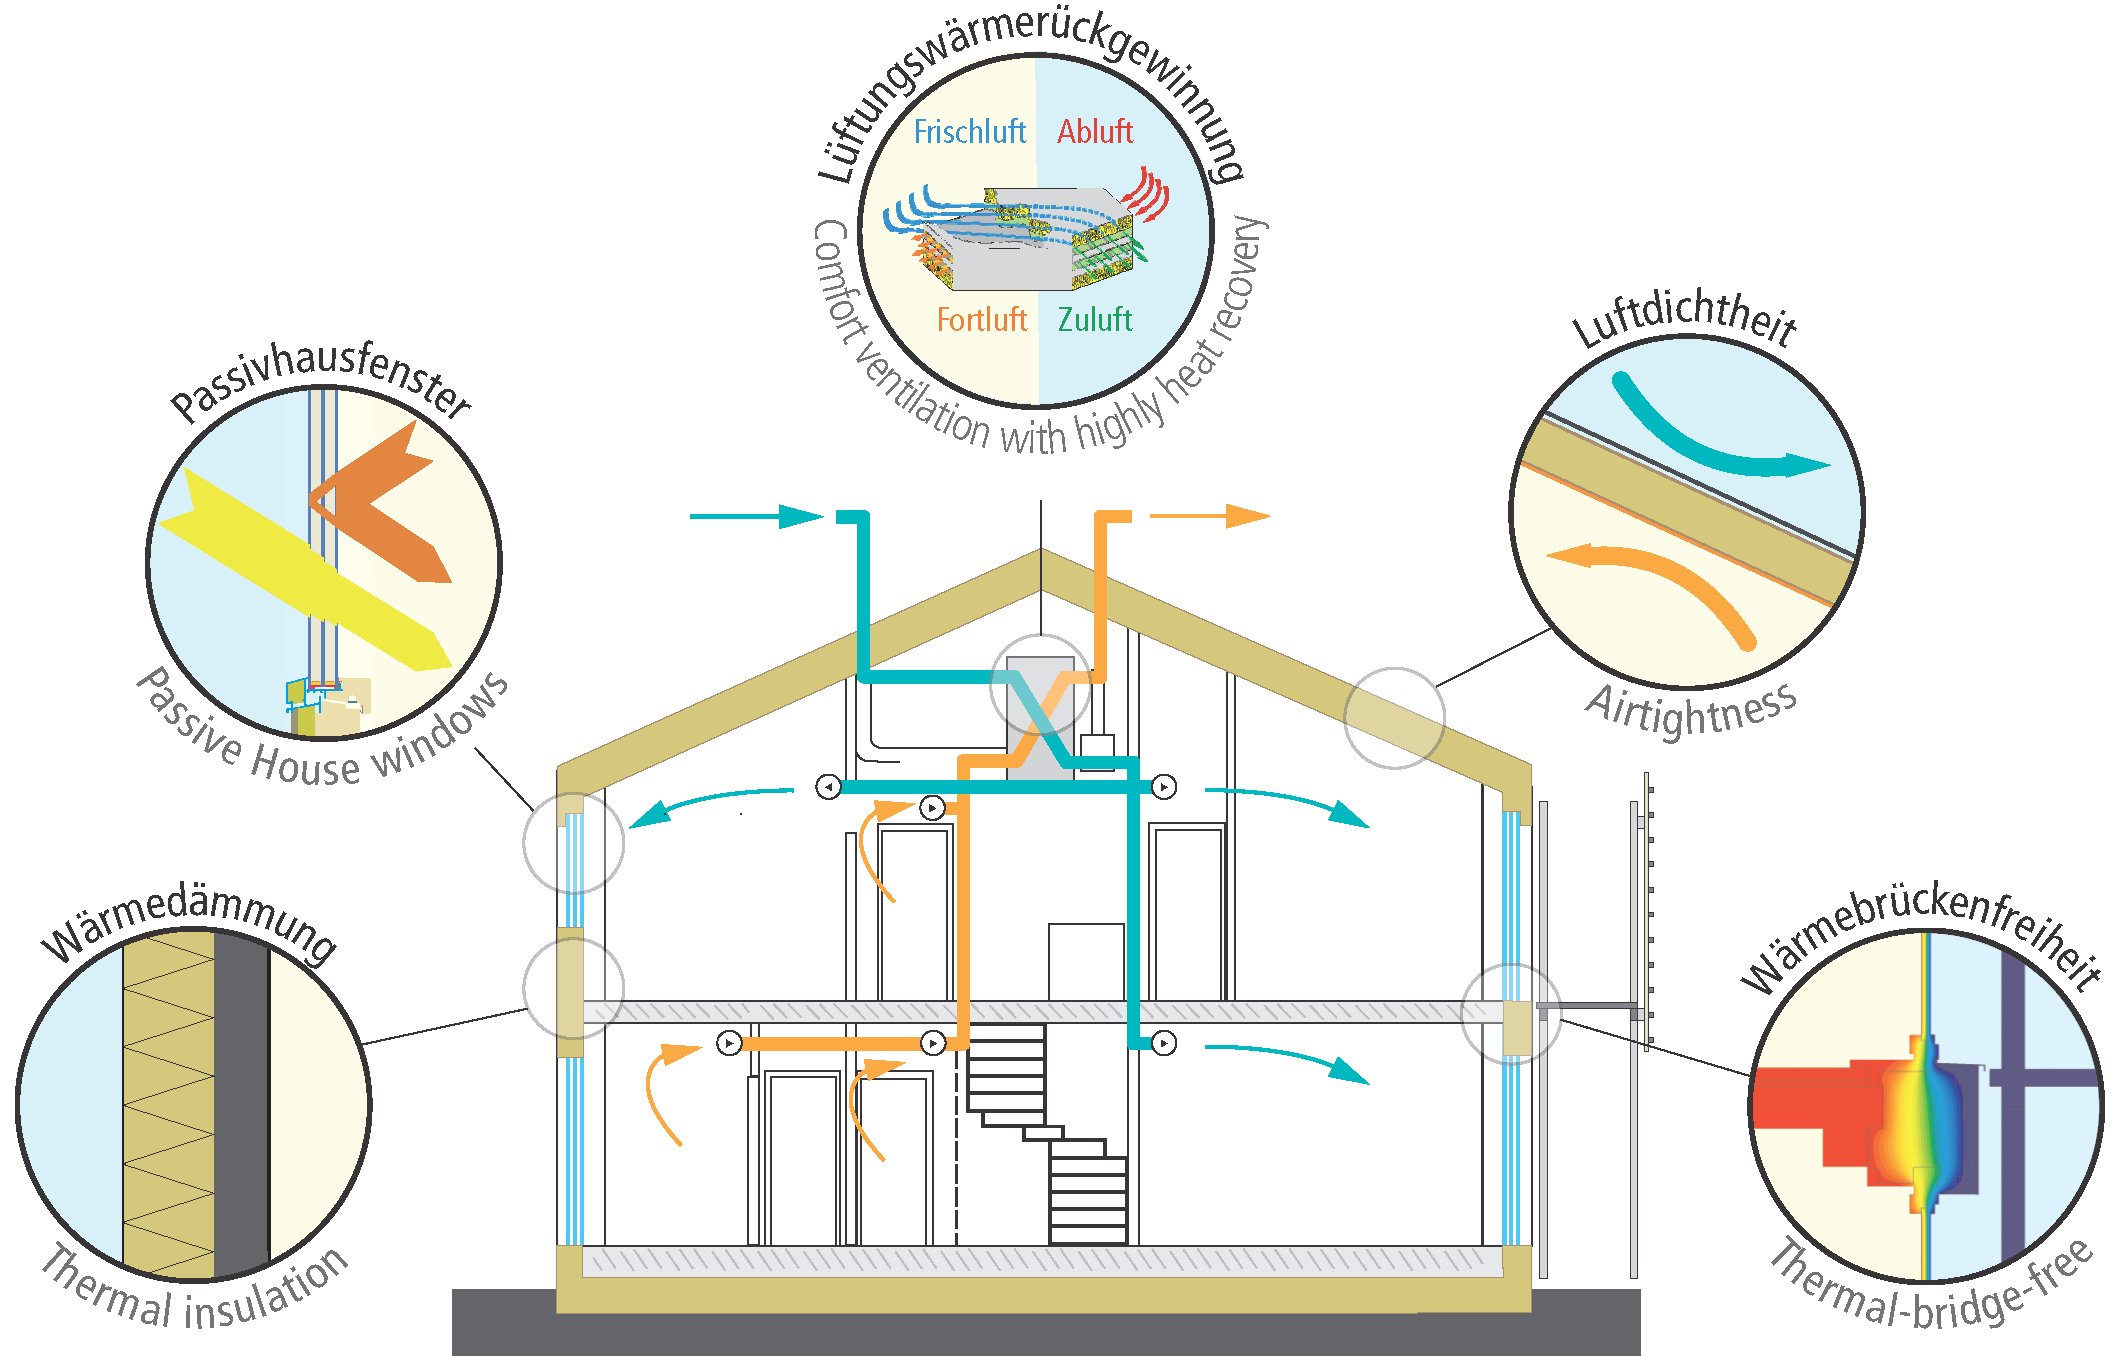 Lüftungswärmerückgewinnung
Frischluft
Abluft
Fortluft
Zuluft
Comfort ventilation with highly heat recovery
Passivhausfenster
Passive House windows
Luftdichtheit
Airtightness
Wärmedämmung
Thermal insulation
Wärmebrückenfreiheit
Thermal-bridge-free